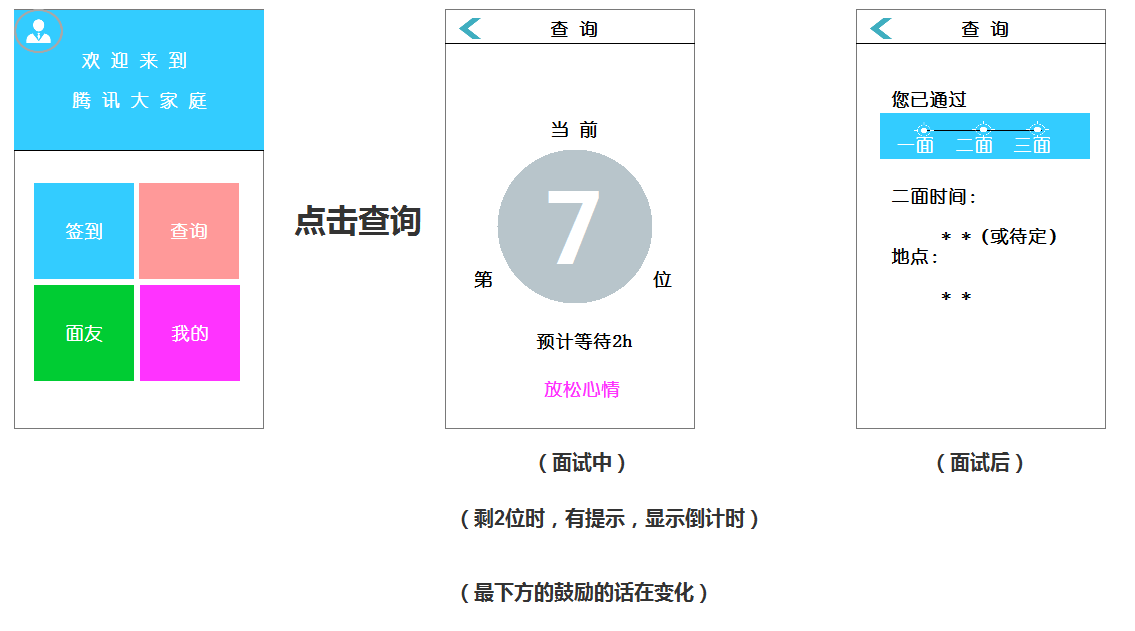 欢 迎 来 到
腾 讯 大 家 庭
签到
查询
面友
我的
点击查询
查 询
当 前
7
第
位
预计等待2h
放松心情
（面试中）
（剩2位时，有提示，显示倒计时）
（最下方的鼓励的话在变化）
查 询
您已通过
一面 二面 三面
二面时间：
* *（或待定）
地点：
* *
（面试后）